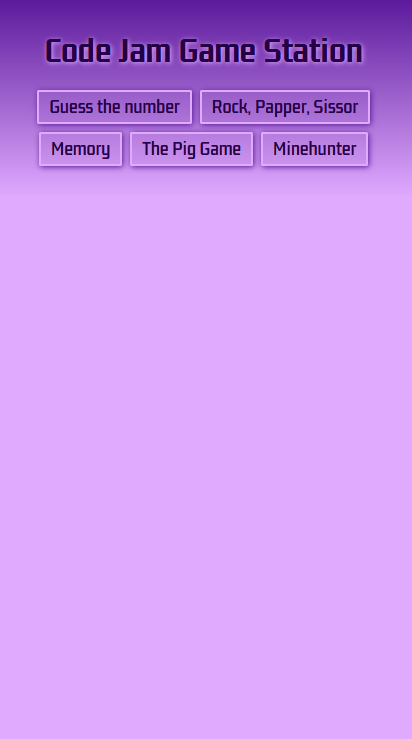 Code Jam Game Station
Guess the number Rock, Papper, Sissor
Memory The Pig Game Minehunter